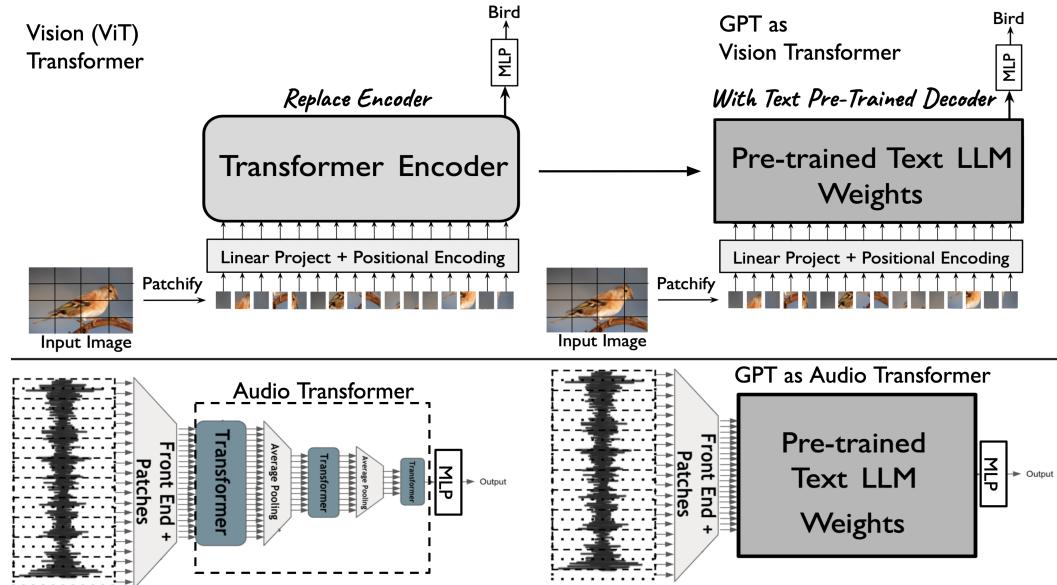 Vision (ViT)
Transformer
Bird
MLP
Replace Encoder
Transformer Encoder
Linear Project + Positional Encoding
Patchify
Input Image
GPT as
Vision Transformer
Bird
MLP
With Text Pre-Trained Decoder
Pre-trained Text LLM
Weights
Linear Project + Positional Encoding
Patchify
Input Image
Audio Transformer
Front End +
Patches
Transformer
Average Pooling
Transformer
Average Pooling
Transformer
MLP
Output
GPT as Audio Transformer
Front End +
Patches
Pre-trained
Text LLM
Weights
MLP
Output